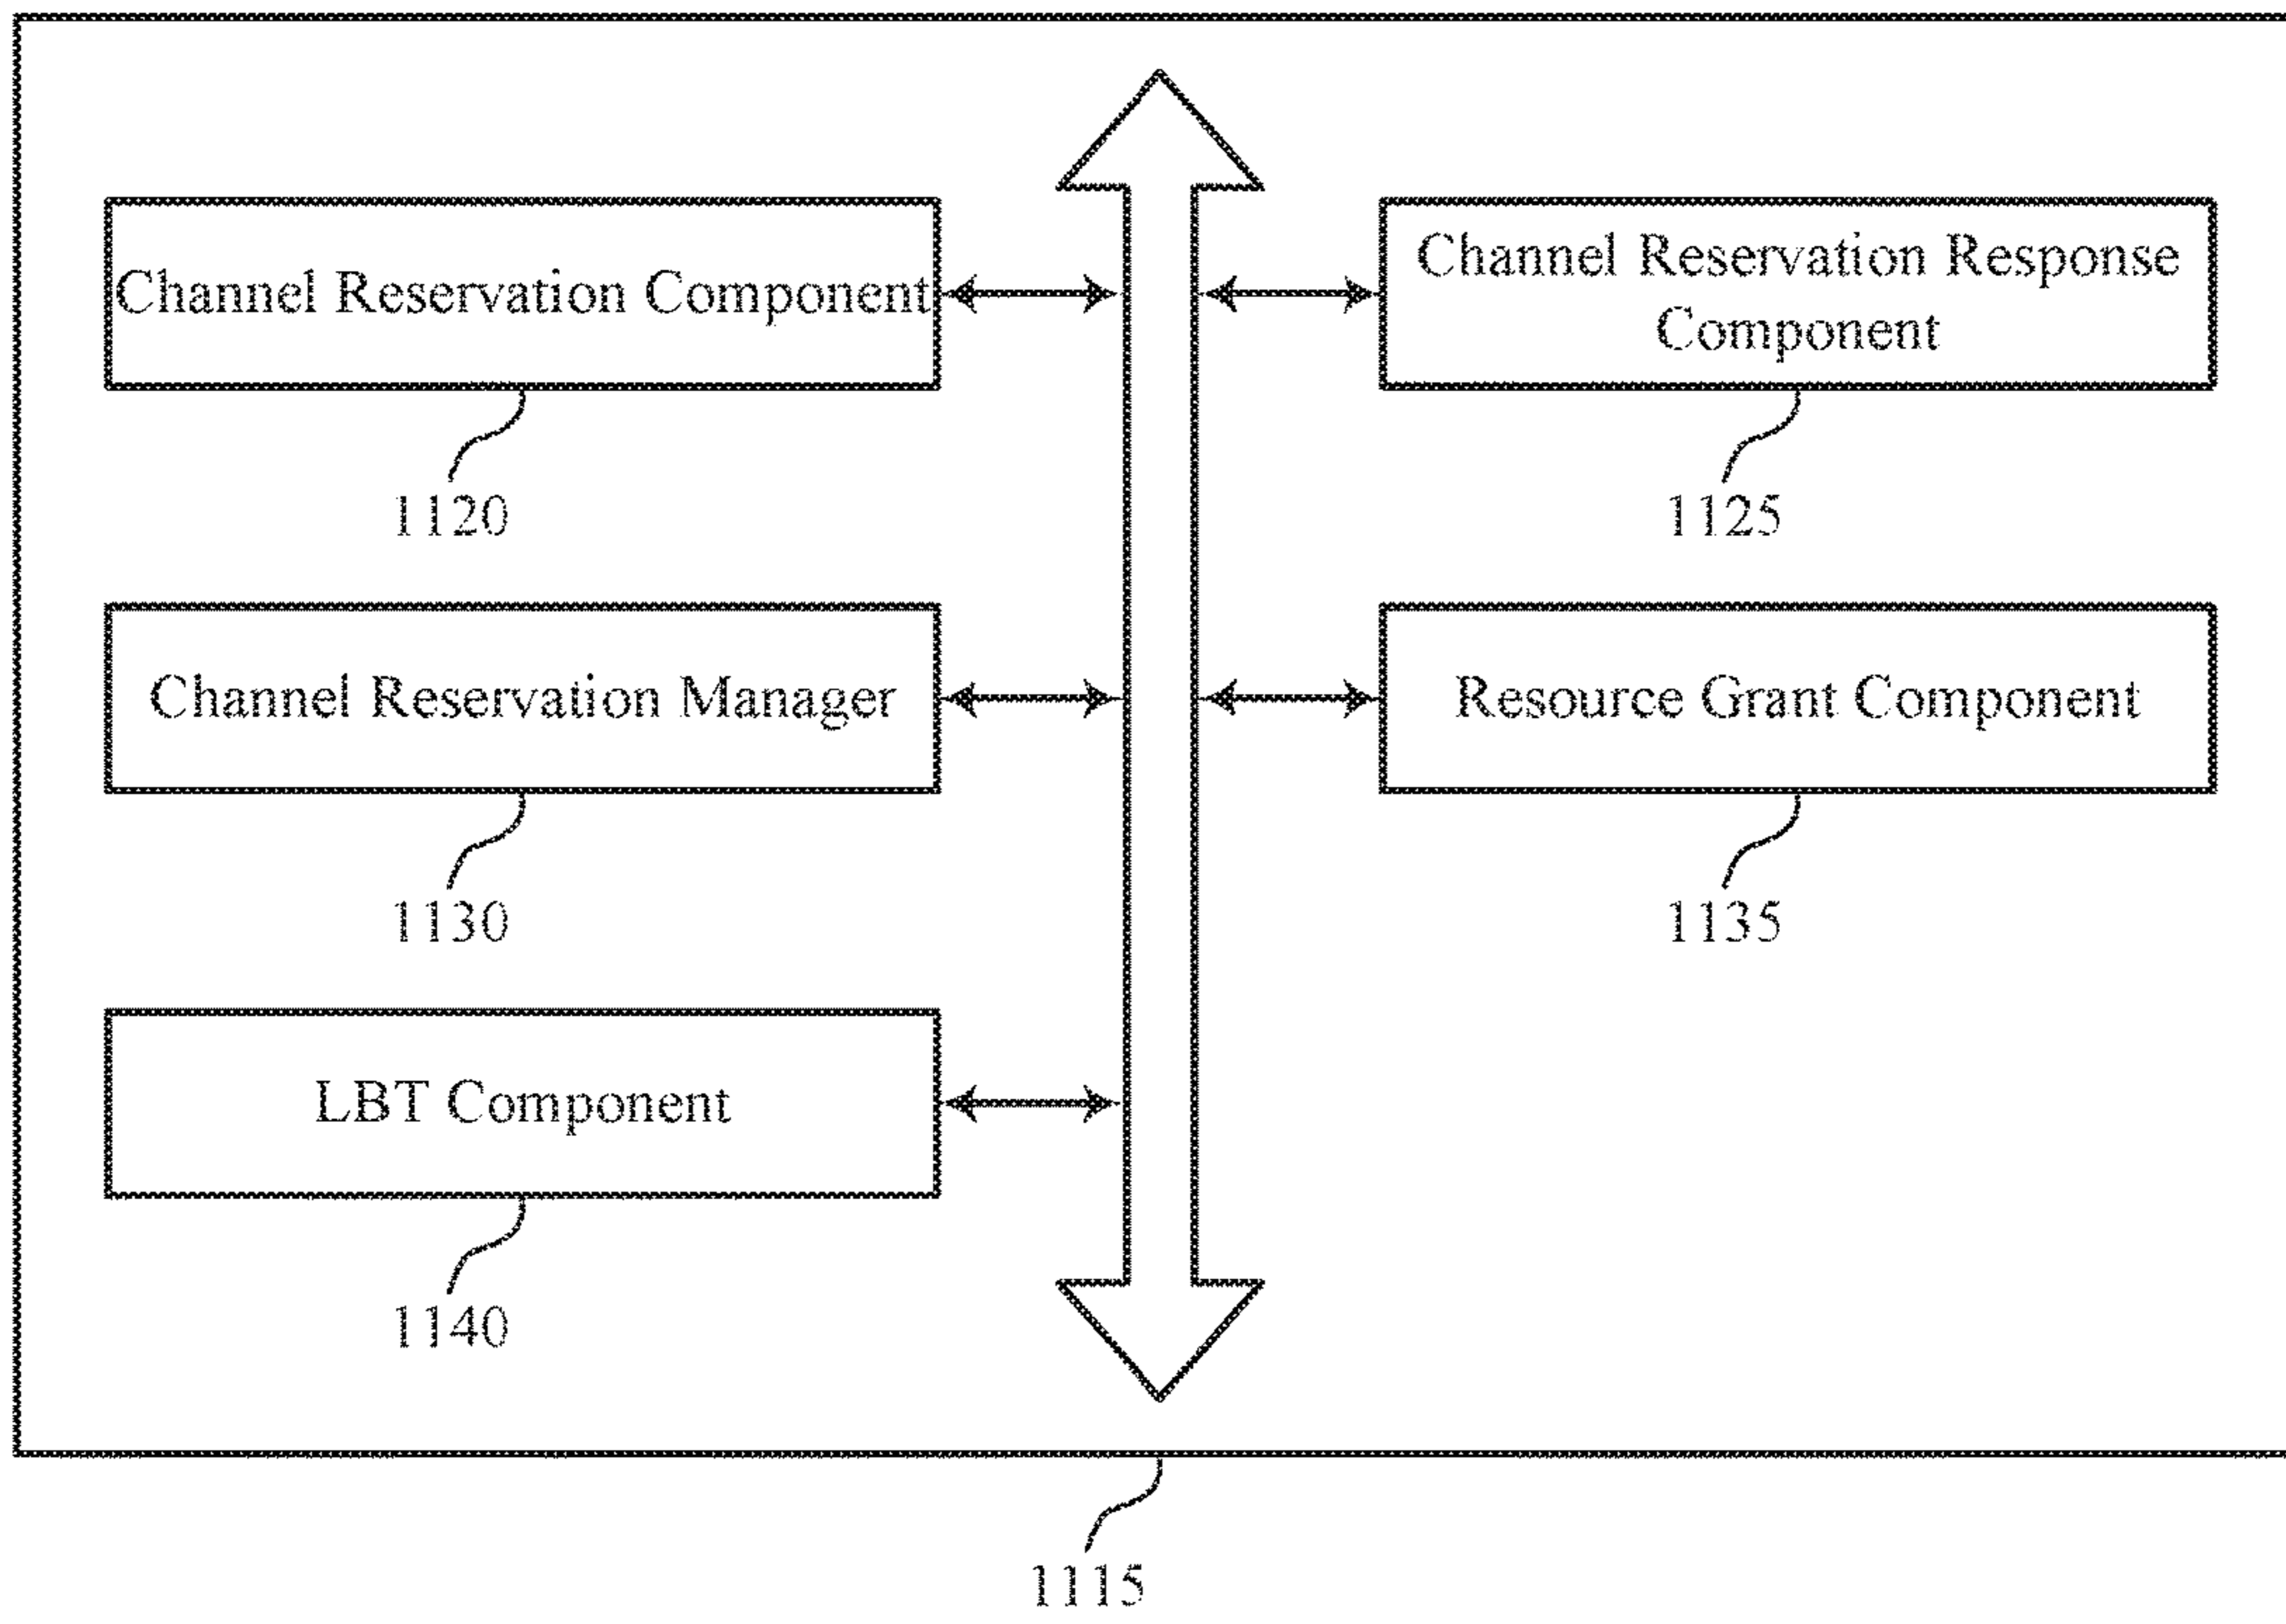 Channel Reservation Component
1120
Channel Reservation Response
Component
1125
Channel Reservation Manager
1130
Resource Grant Component
1135
LBT Component
1140
1115